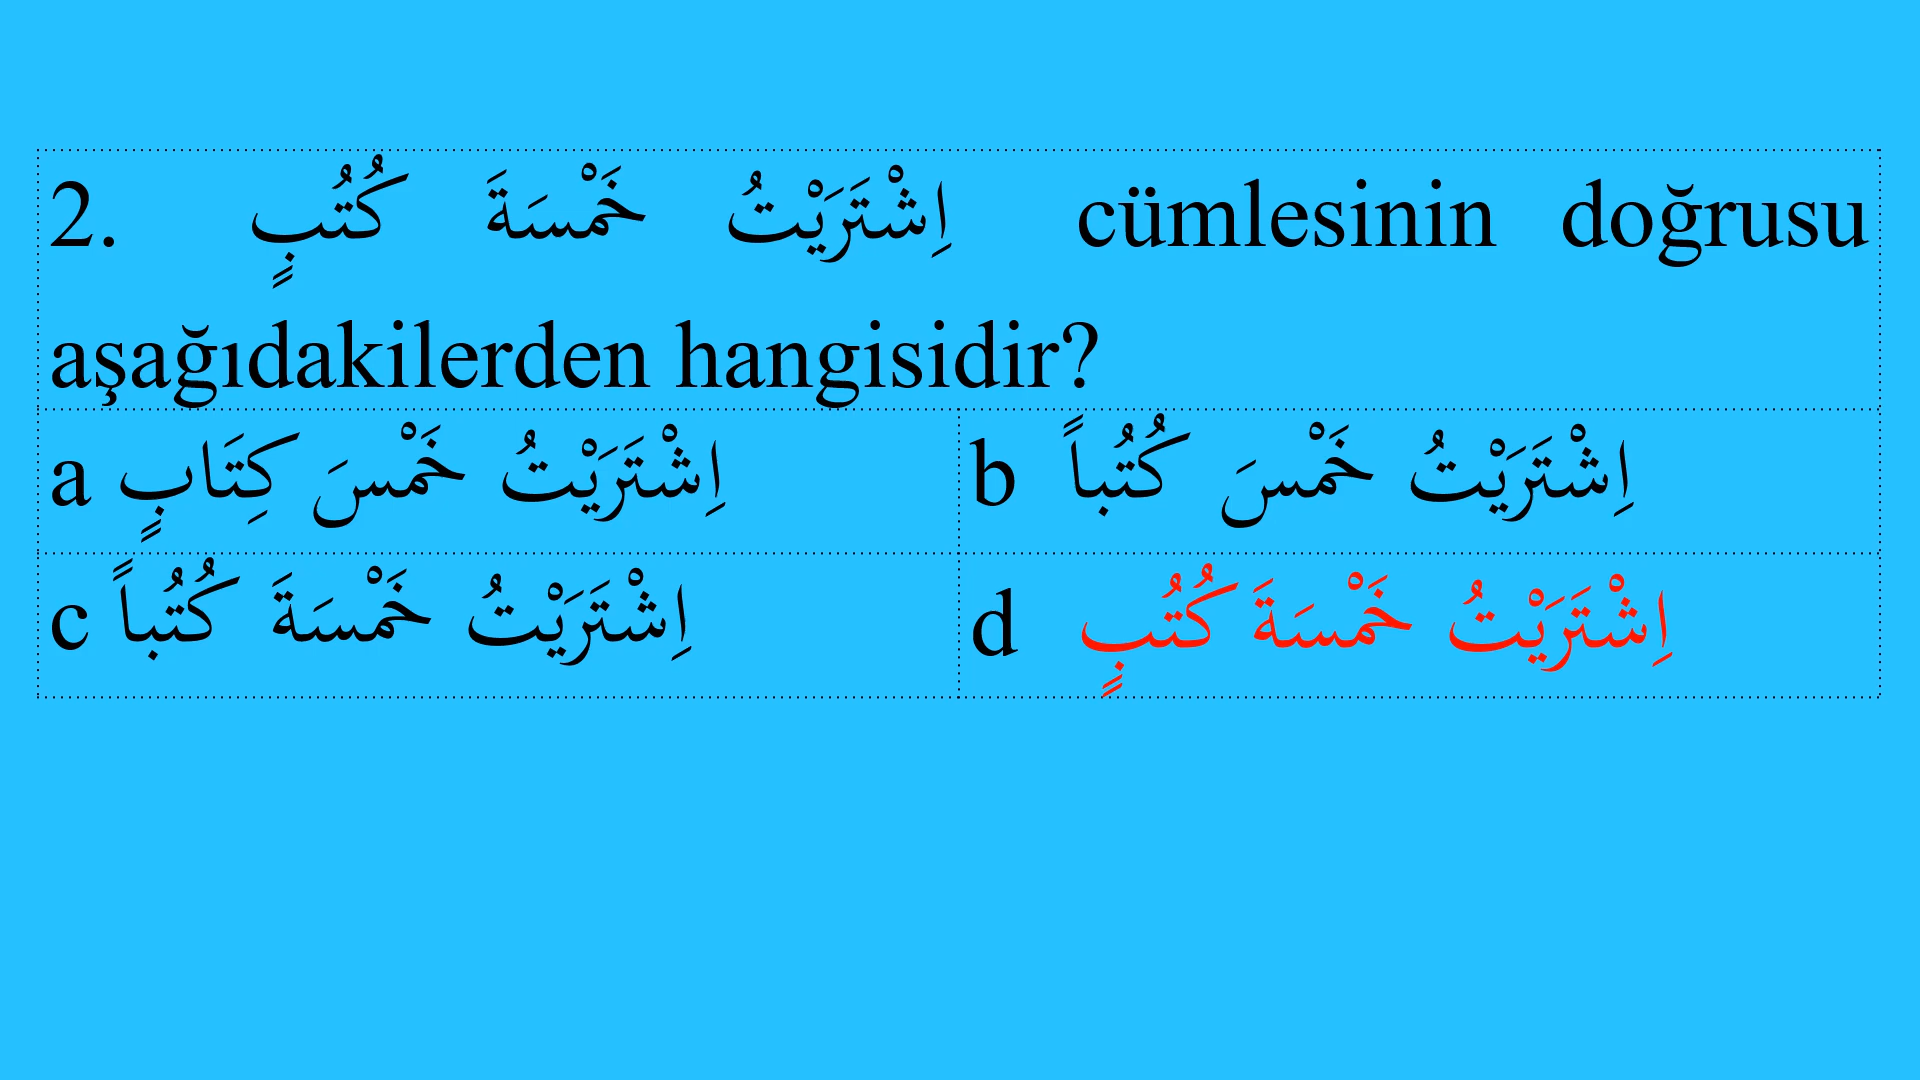 2. اِشْتَرَيْتُ خَمْسَةَ كُتُبٍ cümlesinin doğrusu
aşağıdakilerden hangisidir?
a اِشْتَرَيْتُ خَمْسَ كِتَابٍ
b اِشْتَرَيْتُ خَمْسَ كُتُباً
c اِشْتَرَيْتُ خَمْسَةَ كُتُباً
d اِشْتَرَيْتُ خَمْسَةَ كُتُبٍ